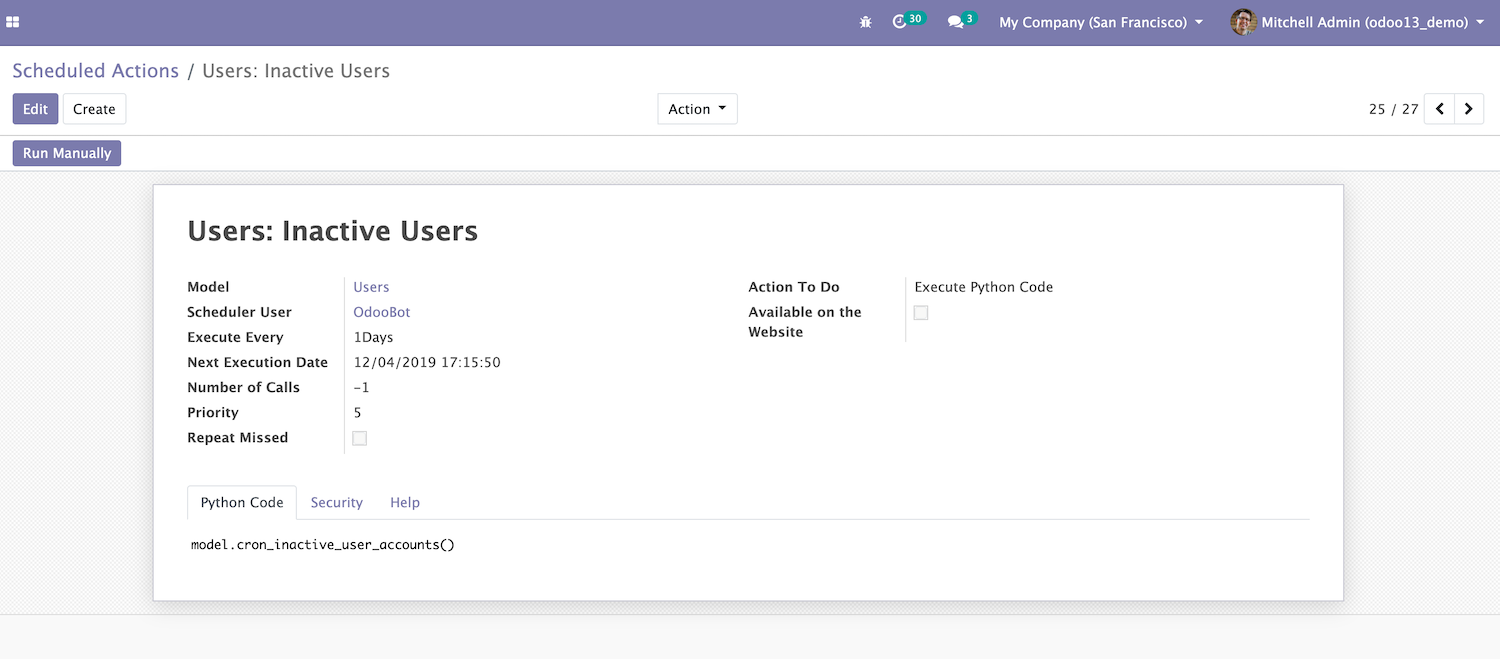 30 3 My Company (San Francisco) Mitchell Admin (odoo13_demo)
Scheduled Actions / Users: Inactive Users
Edit Create Action 25 / 27
Run Manually
Users: Inactive Users
Model Users Action To Do Execute Python Code
Scheduler User OdooBot Available on the
Website
Execute Every 1Days
Next Execution Date 12/04/2019 17:15:50
Number of Calls -1
Priority 5
Repeat Missed
Python Code Security Help
model.cron_inactive_user_accounts()